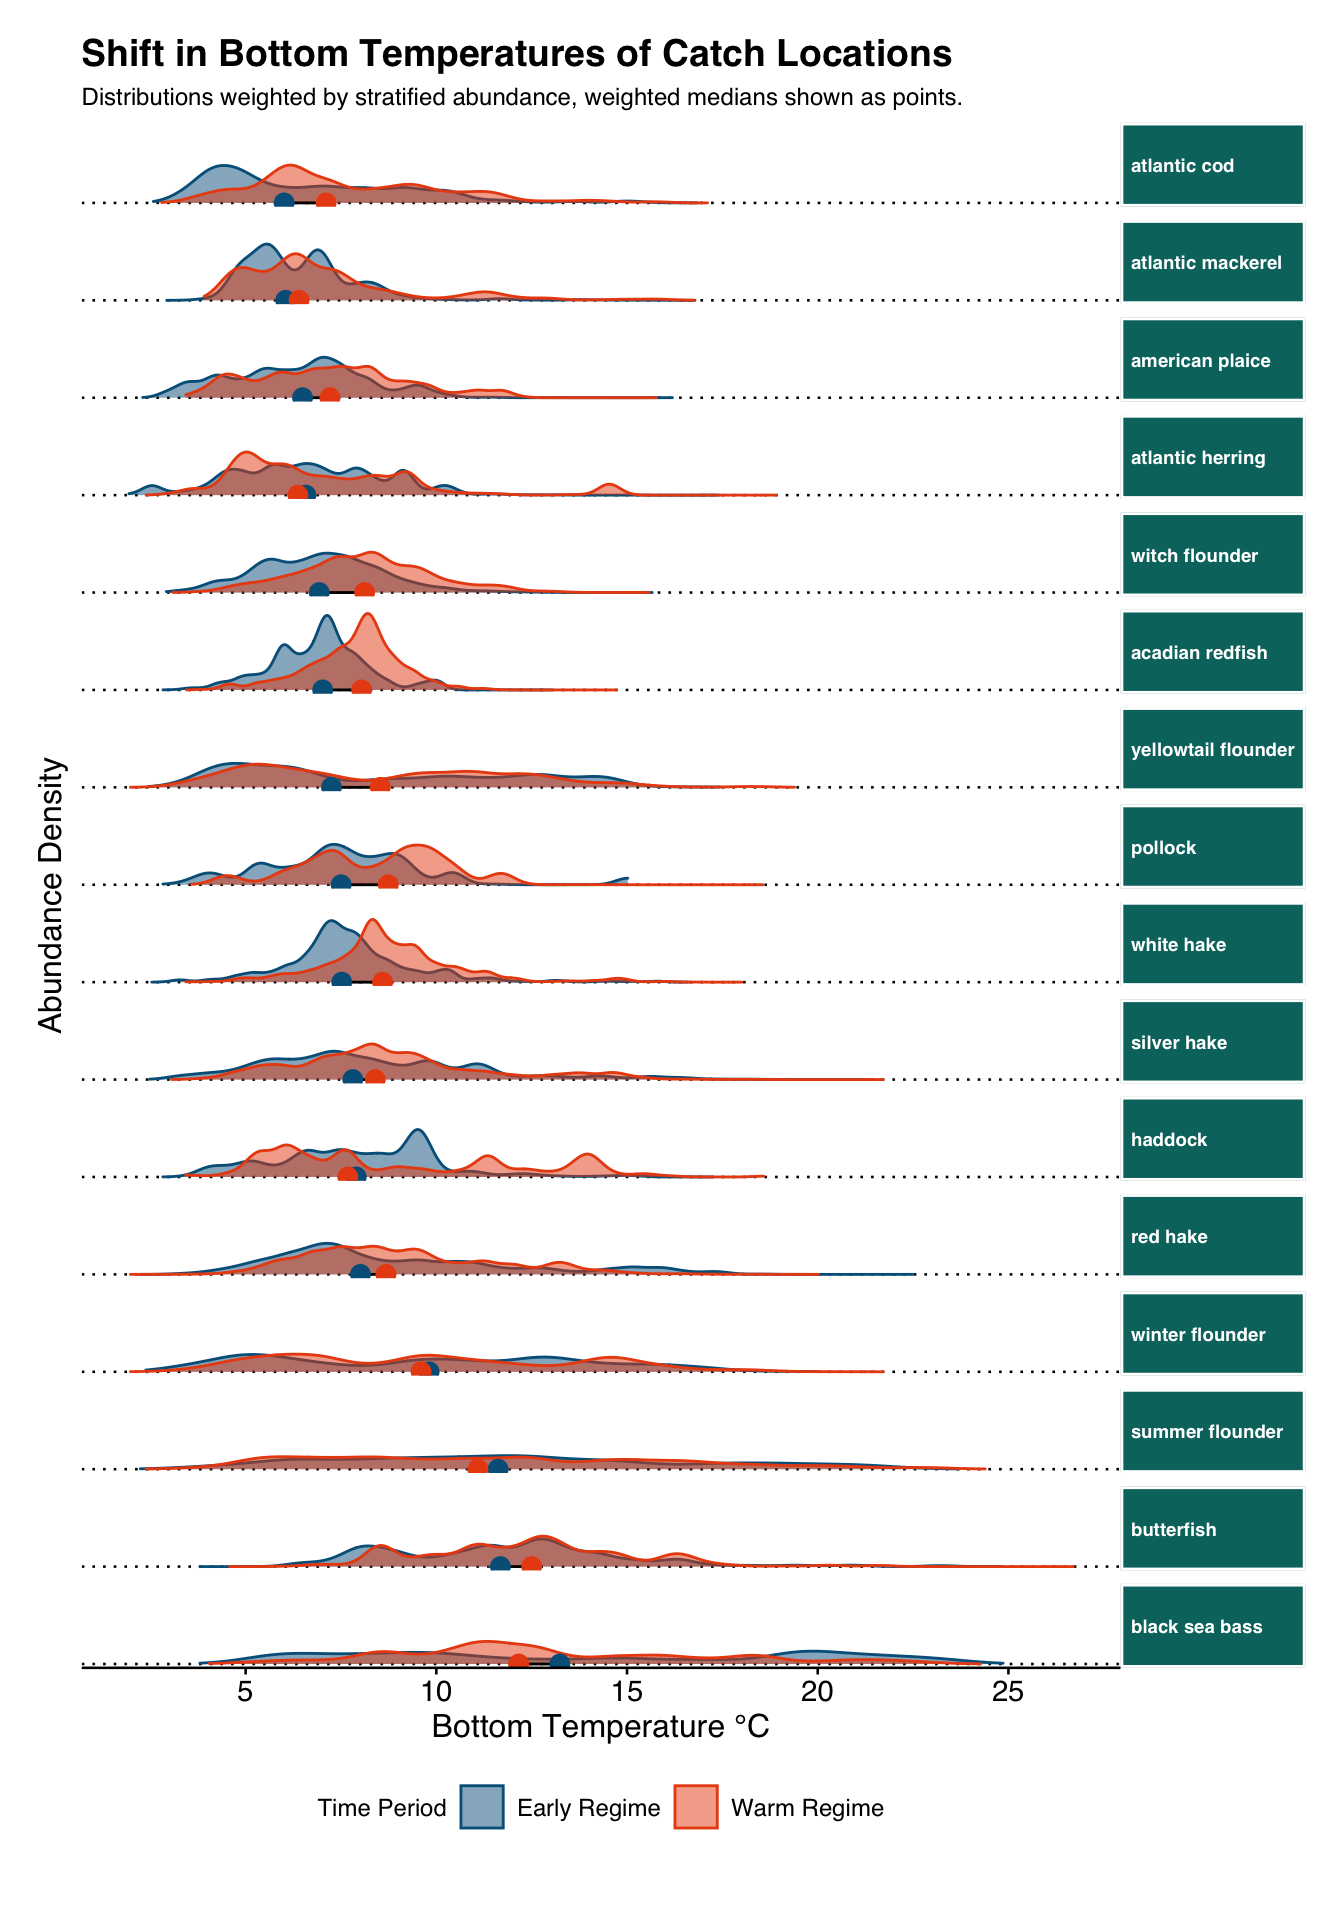 Shift in Bottom Temperatures of Catch Locations
Distributions weighted by stratified abundance, weighted medians shown as points.
atlantic cod
atlantic mackerel
american plaice
atlantic herring
witch flounder
acadian redfish
yellowtail flounder
pollock
white hake
silver hake
haddock
red hake
winter flounder
summer flounder
butterfish
black sea bass
Abundance Density
5 10 15 20 25
Bottom Temperature °C
Time Period Early Regime Warm Regime